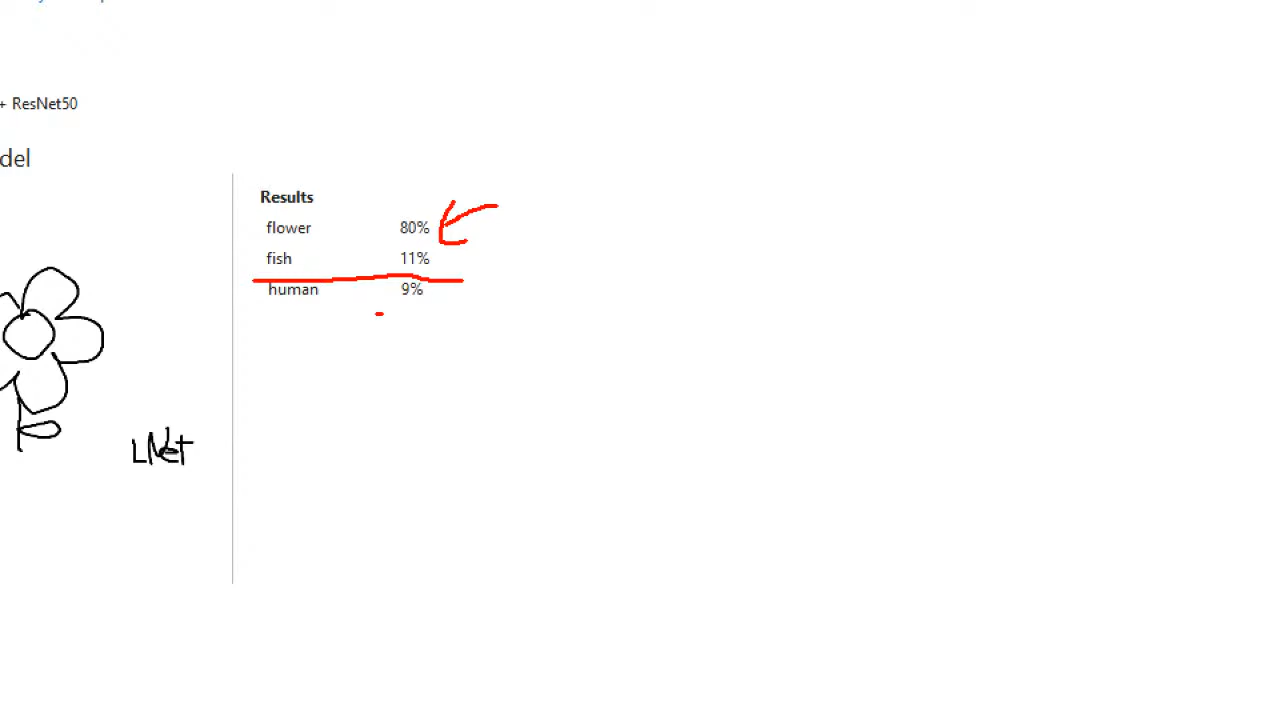 + ResNet50
del
Results
flower 80%
fish 11%
human 9%
LNet